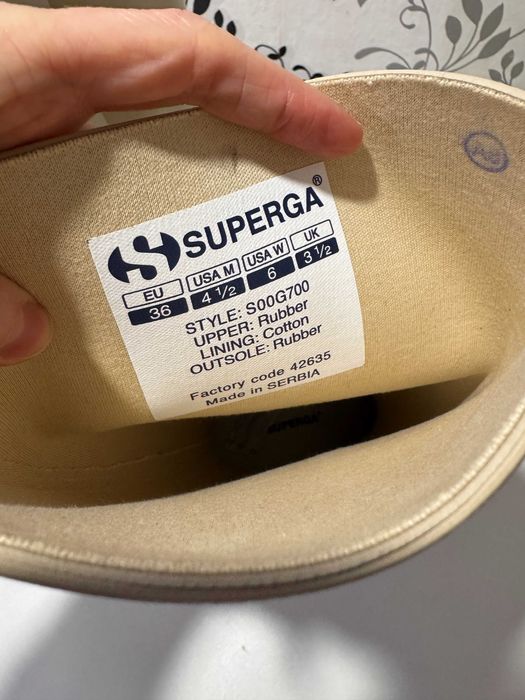 SUPERGA®
EU USA M USA W UK
36 4 1/2 6 3 1/2
STYLE: S00G700
UPPER: Rubber
LINING: Cotton
OUTSOLE: Rubber
Factory code 42635
Made in SERBIA
SUPERGA